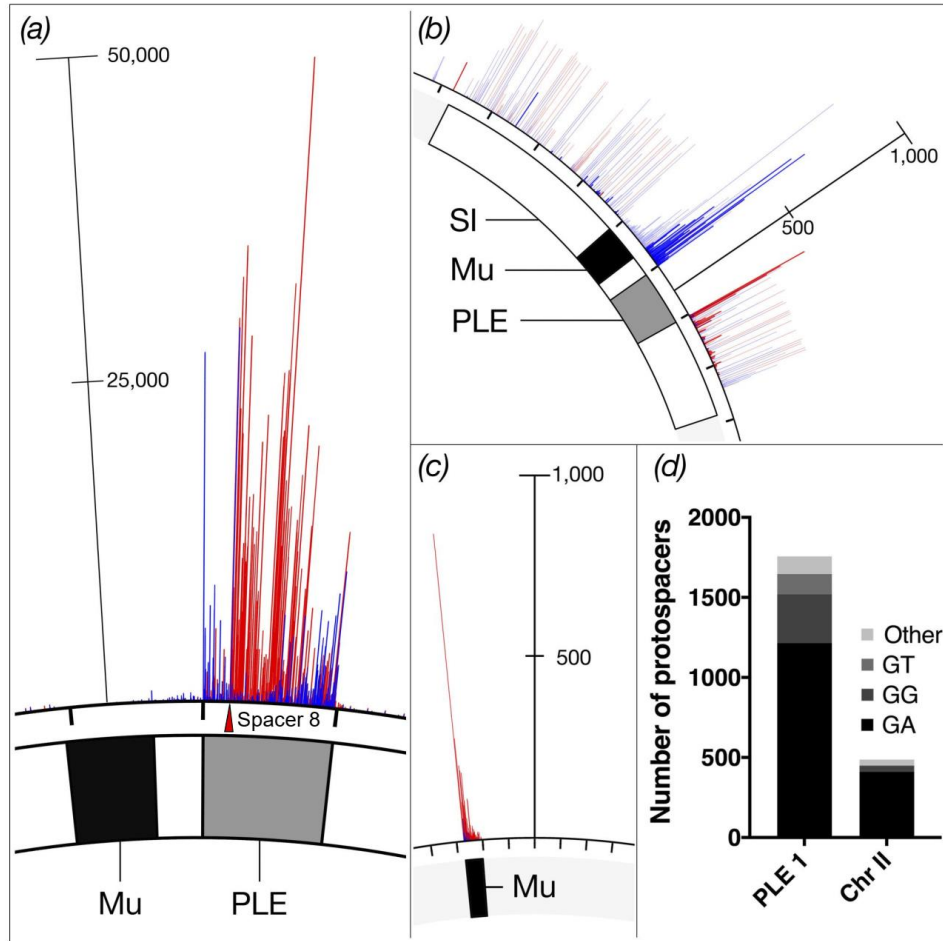 (a)
50,000
25,000
Spacer 8
Mu
PLE
(b)
1,000
500
SI
Mu
PLE
(c)
1,000
500
Mu
(d)
Number of protospacers
2000
1500
1000
500
0
Other
GT
GG
GA
PLE 1
Chr II